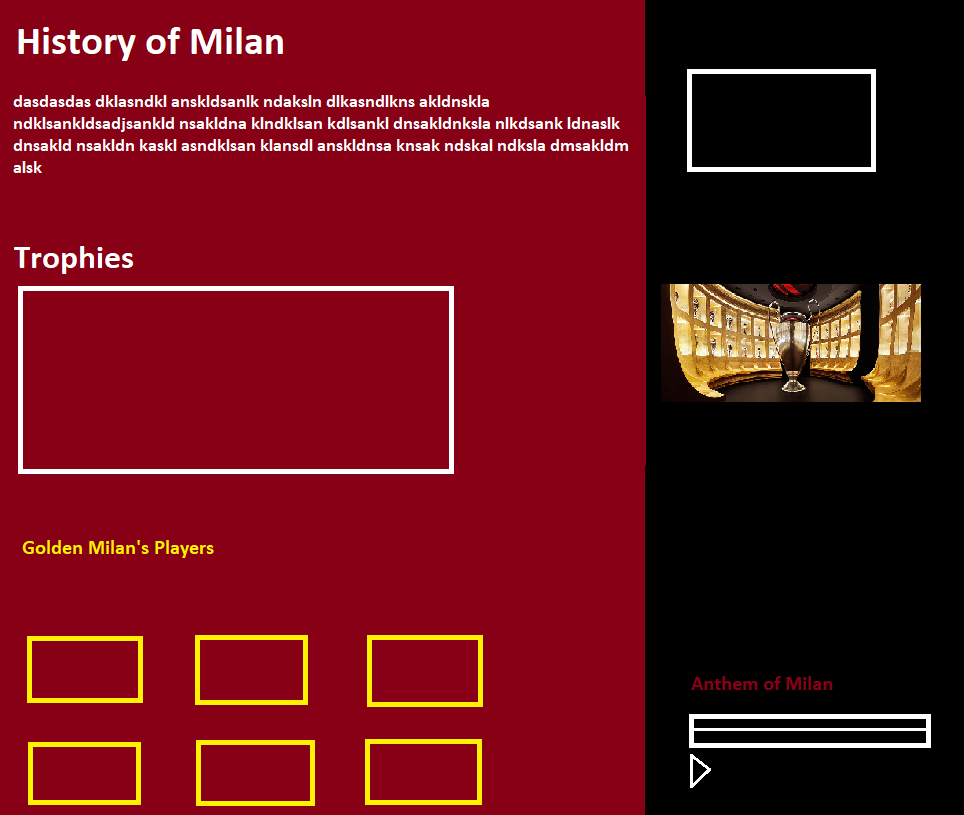 History of Milan
dasdasdas dklasndkl anskldsanlk ndaksln dlkasndlkns akldnskla
ndklsankldsadjsankld nsakldna klndklsan kdlsankl dnsakldnksla nlkdsank ldnaslk
dnsakld nsakldn kaskl asndklsan klansdl anskldnsa knsak ndskal ndksla dmsakldm
alsk
Trophies
Golden Milan's Players
Anthem of Milan